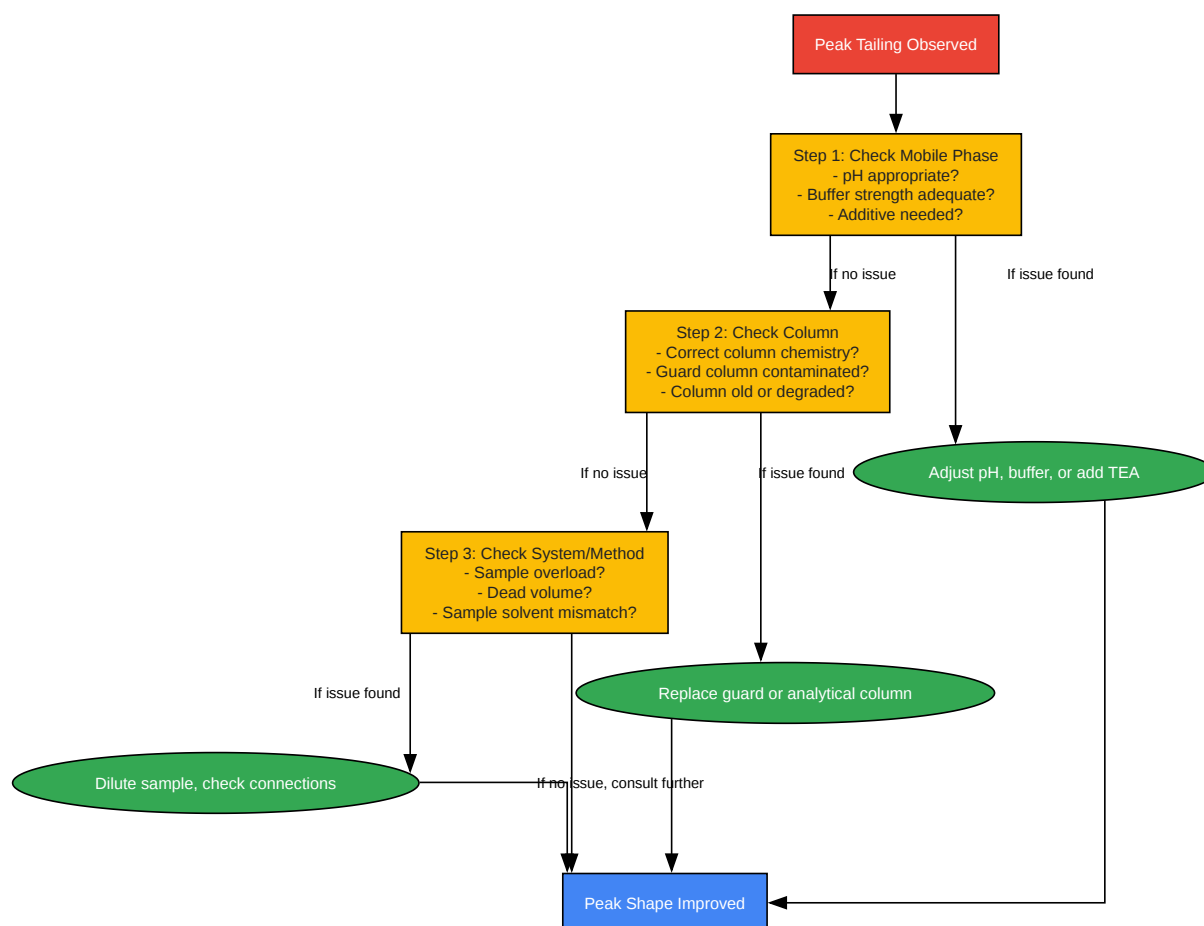 Peak Tailing Observed
Step 1: Check Mobile Phase
- pH appropriate?
- Buffer strength adequate?
- Additive needed?
If no issue
If issue found
Step 2: Check Column
- Correct column chemistry?
- Guard column contaminated?
- Column old or degraded?
If no issue
If issue found
Adjust pH, buffer, or add TEA
Step 3: Check System/Method
- Sample overload?
- Dead volume?
- Sample solvent mismatch?
If issue found
Replace guard or analytical column
Dilute sample, check connections
If no issue, consult further
Peak Shape Improved